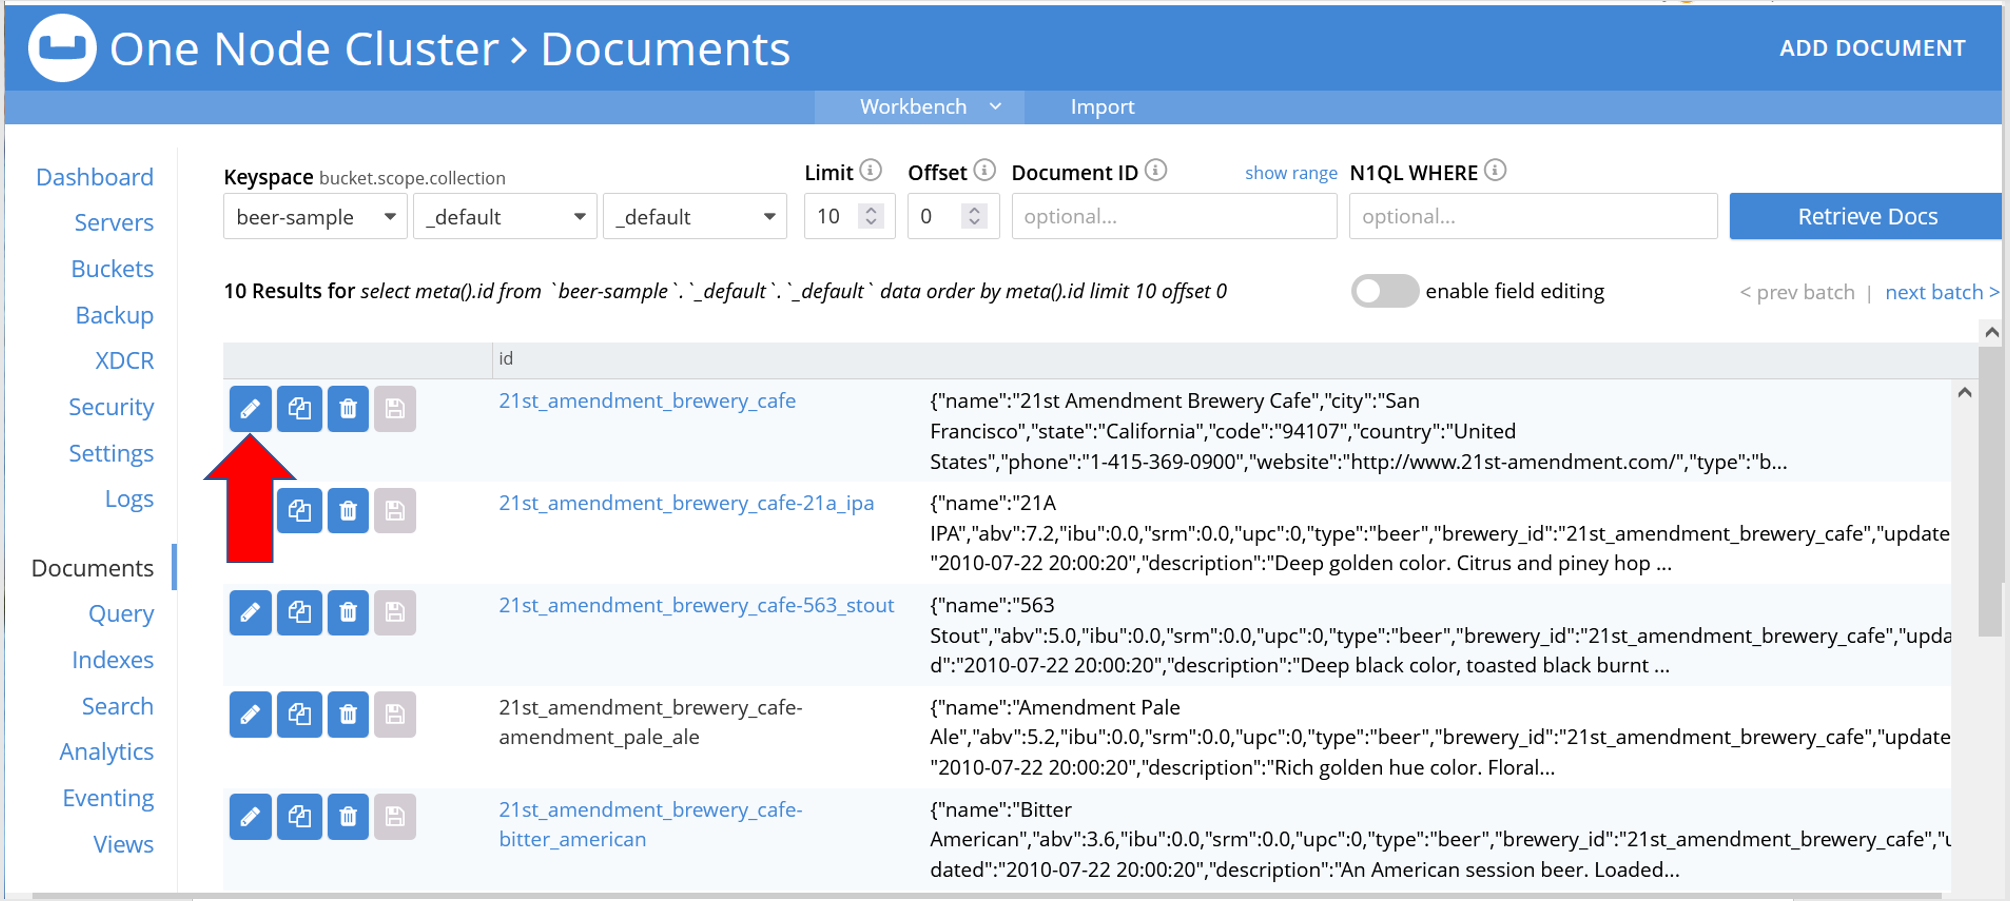 One Node Cluster > Documents
ADD DOCUMENT
Workbench
Import
Dashboard
Servers
Buckets
Backup
XDCR
Security
Settings
Logs
Documents
Query
Indexes
Search
Analytics
Eventing
Views
Keyspace bucket.scope.collection
beer-sample
_default
_default
Limit
10
Offset
0
Document ID
show range
optional...
N1QL WHERE
optional...
Retrieve Docs
10 Results for select meta().id from `beer-sample`.`_default`.`_default` data order by meta().id limit 10 offset 0
enable field editing
< prev batch | next batch >
id
21st_amendment_brewery_cafe
{"name":"21st Amendment Brewery Cafe","city":"San
Francisco","state":"California","code":"94107","country":"United
States","phone":"1-415-369-0900","website":"http://www.21st-amendment.com/","type":"b...
21st_amendment_brewery_cafe-21a_ipa
{"name":"21A
IPA","abv":7.2,"ibu":0.0,"srm":0.0,"upc":0,"type":"beer","brewery_id":"21st_amendment_brewery_cafe","update
"2010-07-22 20:00:20","description":"Deep golden color. Citrus and piney hop ...
21st_amendment_brewery_cafe-563_stout
{"name":"563
Stout","abv":5.0,"ibu":0.0,"srm":0.0,"upc":0,"type":"beer","brewery_id":"21st_amendment_brewery_cafe","upda
d":"2010-07-22 20:00:20","description":"Deep black color, toasted black burnt ...
21st_amendment_brewery_cafe-
amendment_pale_ale
{"name":"Amendment Pale
Ale","abv":5.2,"ibu":0.0,"srm":0.0,"upc":0,"type":"beer","brewery_id":"21st_amendment_brewery_cafe","update
"2010-07-22 20:00:20","description":"Rich golden hue color. Floral...
21st_amendment_brewery_cafe-
bitter_american
{"name":"Bitter
American","abv":3.6,"ibu":0.0,"srm":0.0,"upc":0,"type":"beer","brewery_id":"21st_amendment_brewery_cafe","u
dated":"2010-07-22 20:00:20","description":"An American session beer. Loaded...